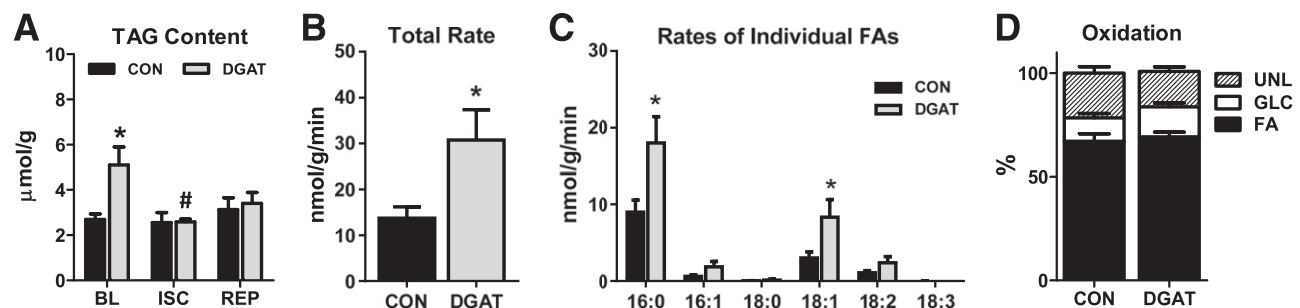 A
TAG Content
10
8
6
4
2
0
μmol/g
CON
DGAT
*
#
BL
ISC
REP
B
Total Rate
50
40
30
20
10
0
nmol/g/min
*
CON
DGAT
C
Rates of Individual FAs
30
20
10
0
nmol/g/min
CON
DGAT
*
*
16:0
16:1
18:0
18:1
18:2
18:3
D
Oxidation
100
50
0
%
UNL
GLC
FA
CON
DGAT